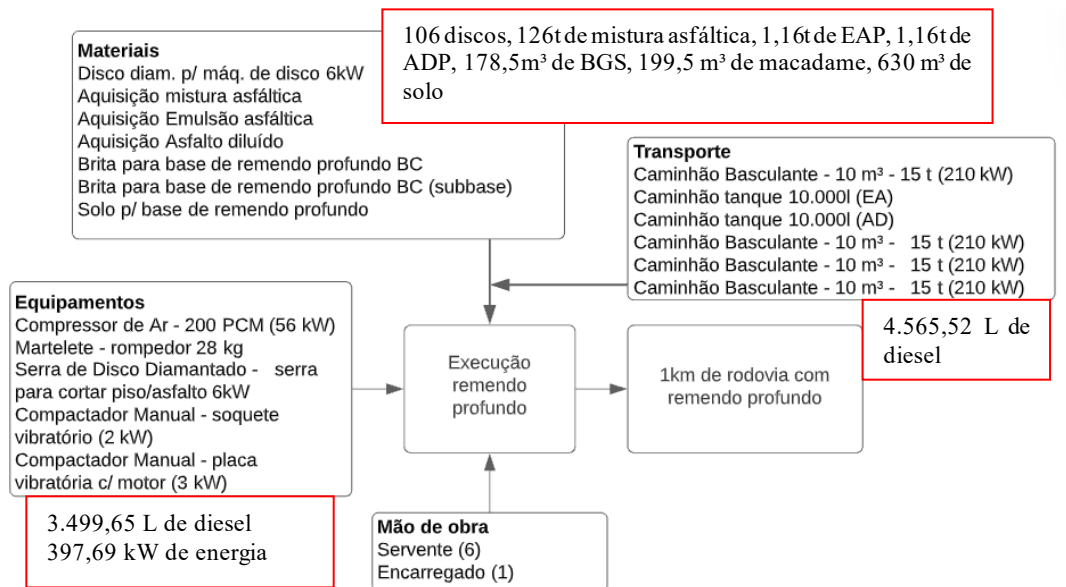 Materiais
Disco diam. p/ máq. de disco 6kW
Aquisição mistura asfáltica
Aquisição Emulsão asfáltica
Aquisição Asfalto diluído
Brita para base de remendo profundo BC
Brita para base de remendo profundo BC (subbase)
Solo p/ base de remendo profundo
106 discos, 126t de mistura asfáltica, 1,16t de EAP, 1,16t de
ADP, 178,5m³ de BGS, 199,5 m³ de macadame, 630 m³ de
solo
Transporte
Caminhão Basculante - 10 m³ - 15 t (210 kW)
Caminhão tanque 10.000l (EA)
Caminhão tanque 10.000l (AD)
Caminhão Basculante - 10 m³ - 15 t (210 kW)
Caminhão Basculante - 10 m³ - 15 t (210 kW)
Caminhão Basculante - 10 m³ - 15 t (210 kW)
4.565,52 L de
diesel
Equipamentos
Compressor de Ar - 200 PCM (56 kW)
Martelete - rompedor 28 kg
Serra de Disco Diamantado - serra
para cortar piso/asfalto 6kW
Compactador Manual - soquete
vibratório (2 kW)
Compactador Manual - placa
vibratória c/ motor (3 kW)
3.499,65 L de diesel
397,69 kW de energia
Execução
remendo
profundo
1km de rodovia com
remendo profundo
Mão de obra
Servente (6)
Encarregado (1)